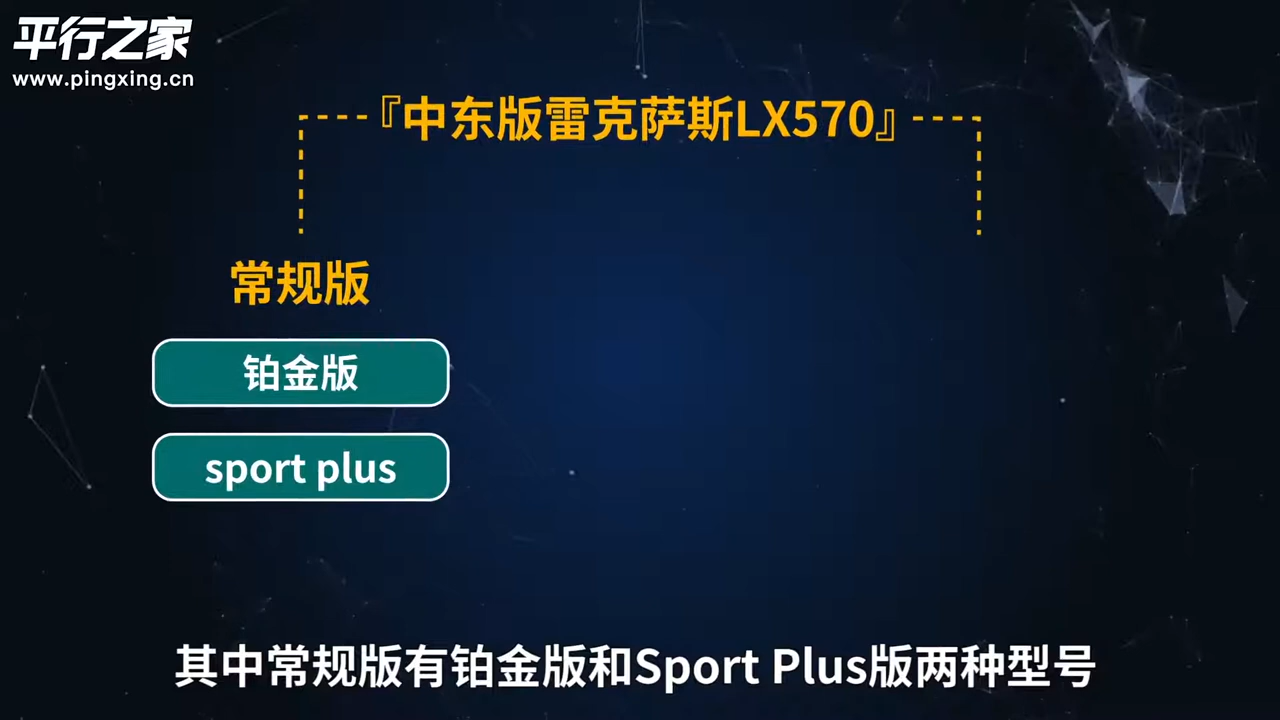 平行之家
www.pingxing.cn
『中东版雷克萨斯LX570』
常规版
铂金版
sport plus
其中常规版有铂金版和Sport Plus版两种型号